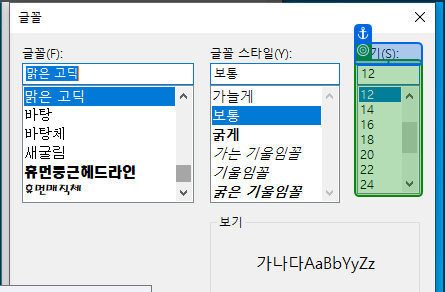 글꼴
글꼴(F):
글꼴 스타일(Y):
기(S):
맑은 고딕
보통
12
맑은 고딕
바탕
바탕체
새굴림
휴먼둥근헤드라인
휴먼매직체
가늘게
보통
굵게
가는 기울임꼴
기울임꼴
굵은 기울임꼴
12
14
16
18
20
22
24
보기
가나다AaBbYyZz